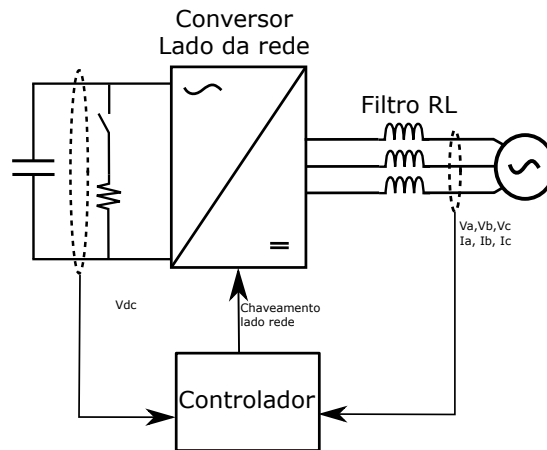 Conversor
Lado da rede
Filtro RL
Va,Vb,Vc
Ia, Ib, Ic
Vdc
Chaveamento
lado rede
Controlador